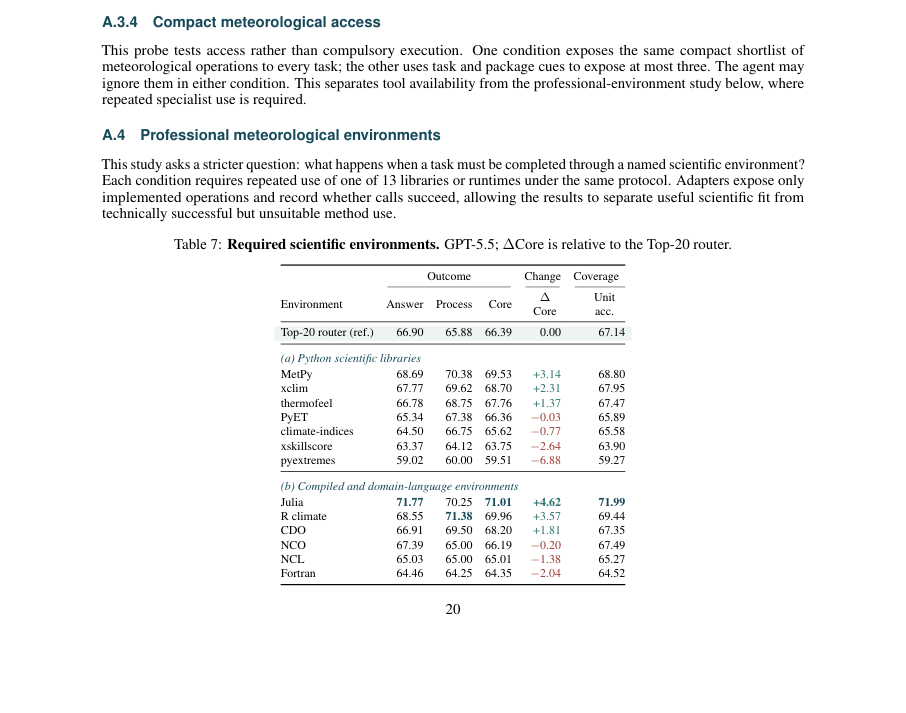 A.3.4 Compact meteorological access
This probe tests access rather than compulsory execution. One condition exposes the same compact shortlist of
meteorological operations to every task; the other uses task and package cues to expose at most three. The agent may
ignore them in either condition. This separates tool availability from the professional-environment study below, where
repeated specialist use is required.
A.4 Professional meteorological environments
This study asks a stricter question: what happens when a task must be completed through a named scientific environment?
Each condition requires repeated use of one of 13 libraries or runtimes under the same protocol. Adapters expose only
implemented operations and record whether calls succeed, allowing the results to separate useful scientific fit from
technically successful but unsuitable method use.
Table 7: Required scientific environments. GPT-5.5; ΔCore is relative to the Top-20 router.
Outcome Change Coverage
Environment Answer Process Core Δ Core Unit acc.
Top-20 router (ref.) 66.90 65.88 66.39 0.00 67.14
(a) Python scientific libraries
MetPy 68.69 70.38 69.53 +3.14 68.80
xclim 67.77 69.62 68.70 +2.31 67.95
thermofeel 66.78 68.75 67.76 +1.37 67.47
PyET 65.34 67.38 66.36 −0.03 65.89
climate-indices 64.50 66.75 65.62 −0.77 65.58
xskillscore 63.37 64.12 63.75 −2.64 63.90
pyextremes 59.02 60.00 59.51 −6.88 59.27
(b) Compiled and domain-language environments
Julia 71.77 70.25 71.01 +4.62 71.99
R climate 68.55 71.38 69.96 +3.57 69.44
CDO 66.91 69.50 68.20 +1.81 67.35
NCO 67.39 65.00 66.19 −0.20 67.49
NCL 65.03 65.00 65.01 −1.38 65.27
Fortran 64.46 64.25 64.35 −2.04 64.52
20